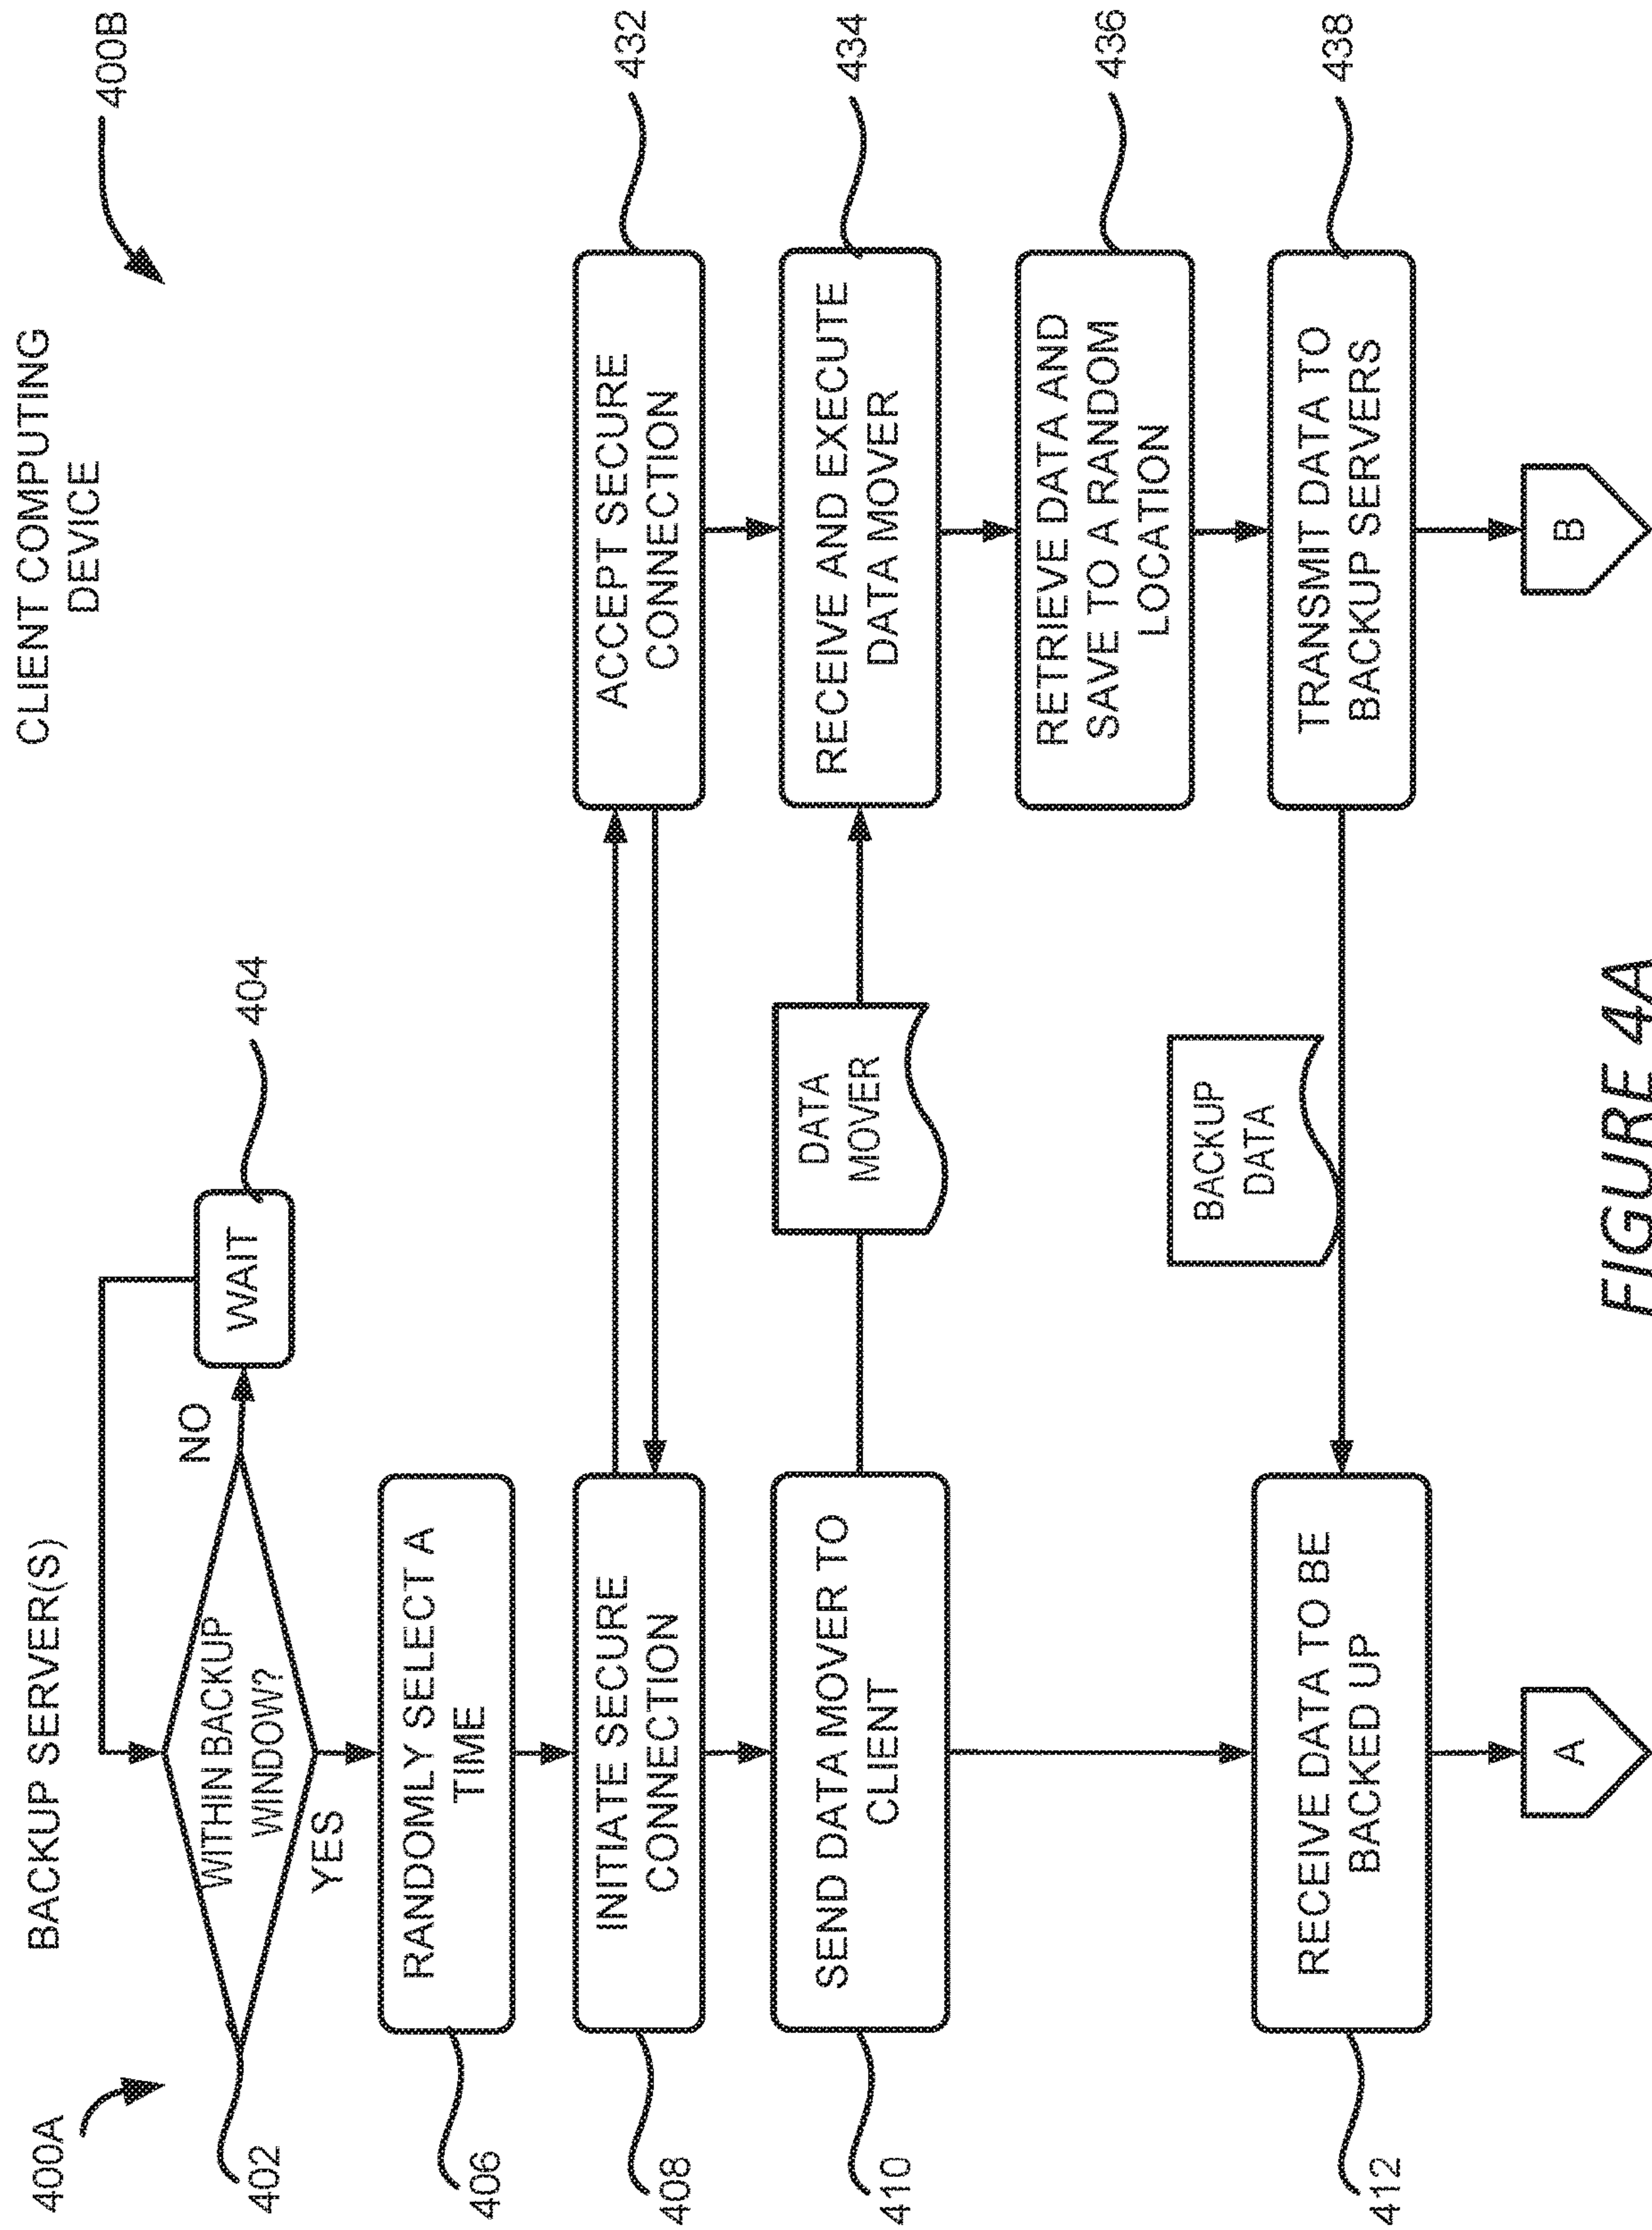 400A
BACKUP SERVER(S)
CLIENT COMPUTING
DEVICE
400B
402
WITHIN BACKUP
WINDOW?
NO
WAIT
404
YES
406
RANDOMLY SELECT A
TIME
408
INITIATE SECURE
CONNECTION
ACCEPT SECURE
CONNECTION
432
410
SEND DATA MOVER TO
CLIENT
DATA
MOVER
RECEIVE AND EXECUTE
DATA MOVER
434
RETRIEVE DATA AND
SAVE TO A RANDOM
LOCATION
436
412
RECEIVE DATA TO BE
BACKED UP
BACKUP
DATA
TRANSMIT DATA TO
BACKUP SERVERS
438
A
B
FIGURE 4A